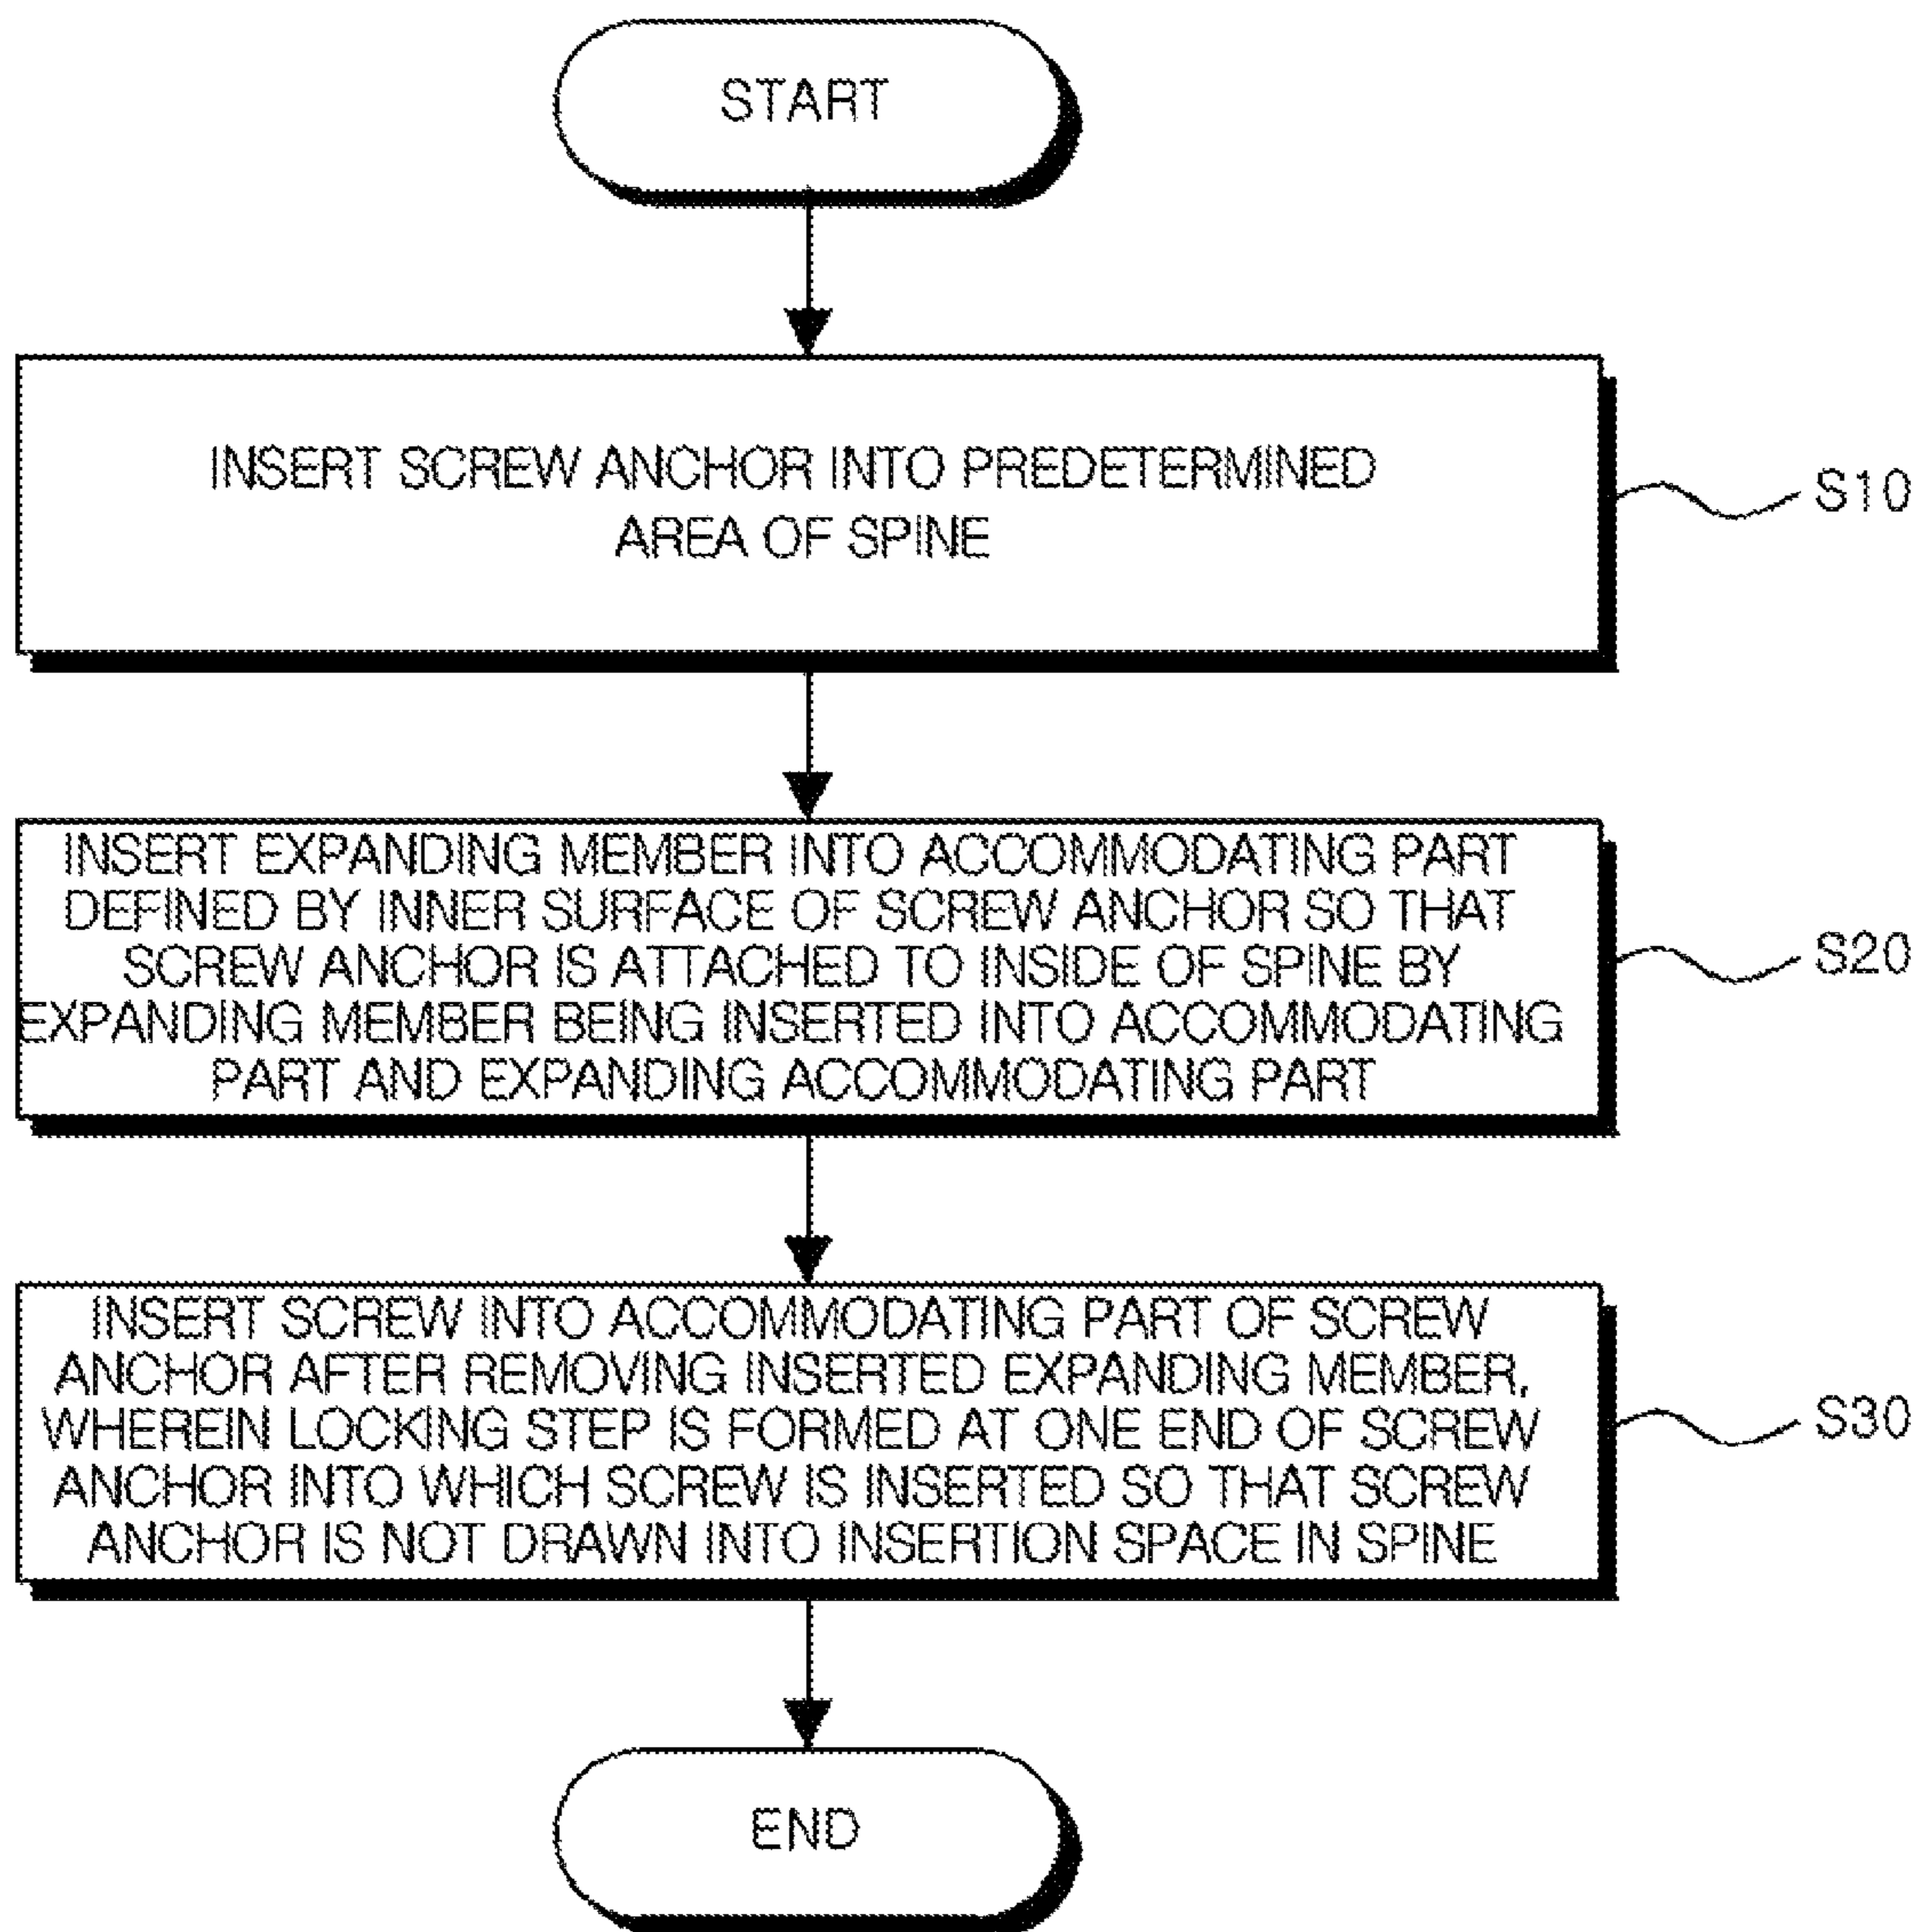 START
INSERT SCREW ANCHOR INTO PREDETERMINED
AREA OF SPINE
S10
INSERT EXPANDING MEMBER INTO ACCOMMODATING PART
DEFINED BY INNER SURFACE OF SCREW ANCHOR SO THAT
SCREW ANCHOR IS ATTACHED TO INSIDE OF SPINE BY
EXPANDING MEMBER BEING INSERTED INTO ACCOMMODATING
PART AND EXPANDING ACCOMMODATING PART
S20
INSERT SCREW INTO ACCOMMODATING PART OF SCREW
ANCHOR AFTER REMOVING INSERTED EXPANDING MEMBER,
WHEREIN LOCKING STEP IS FORMED AT ONE END OF SCREW
ANCHOR INTO WHICH SCREW IS INSERTED SO THAT SCREW
ANCHOR IS NOT DRAWN INTO INSERTION SPACE IN SPINE
S30
END